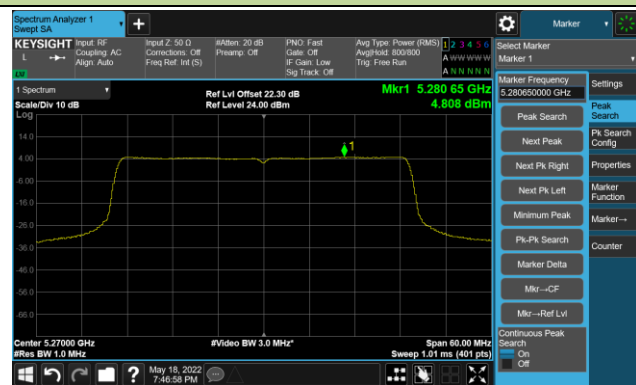 Spectrum Analyzer 1
Swept SA
+
Marker
KEYSIGHT
Input: RF
Coupling: AC
Align: Auto
Input Z: 50 Ω
Corrections: Off
Freq Ref: Int (S)
#Atten: 20 dB
Preamp: Off
PNO: Fast
Gate: Off
IF Gain: Low
Sig Track: Off
Avg Type: Power (RMS)
Avg|Hold: 800/800
Trig: Free Run
1 2 3 4 5 6
A W W W W W
A N N N N N
L
Select Marker
Marker 1
1 Spectrum
Scale/Div 10 dB
Log
Ref Lvl Offset 22.30 dB
Ref Level 24.00 dBm
Mkr1 5.280 65 GHz
4.808 dBm
1
14.0
4.00
-6.00
-16.0
-26.0
-36.0
-46.0
-56.0
-66.0
Center 5.27000 GHz
#Res BW 1.0 MHz
#Video BW 3.0 MHz*
Span 60.00 MHz
Sweep 1.01 ms (401 pts)
Marker Frequency
5.280650000 GHz
Peak Search
Next Peak
Next Pk Right
Next Pk Left
Minimum Peak
Pk-Pk Search
Marker Delta
Mkr→CF
Mkr→Ref Lvl
Continuous Peak
Search
On
Off
Settings
Peak
Search
Pk Search
Config
Properties
Marker
Function
Marker→
Counter
?
May 18, 2022
7:46:58 PM